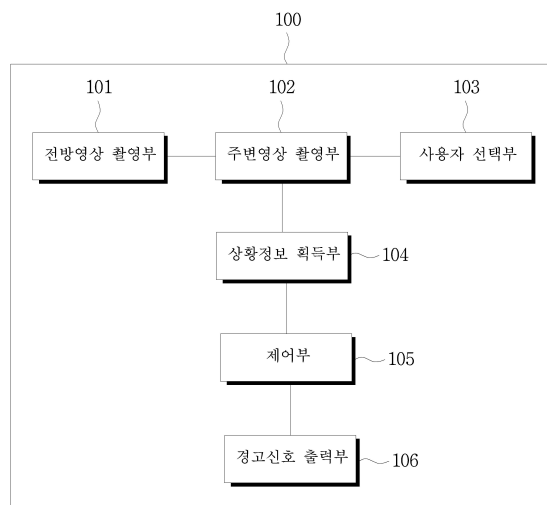 100
101
102
103
전방영상 촬영부
주변영상 촬영부
사용자 선택부
상황정보 획득부
104
제어부
105
경고신호 출력부
106